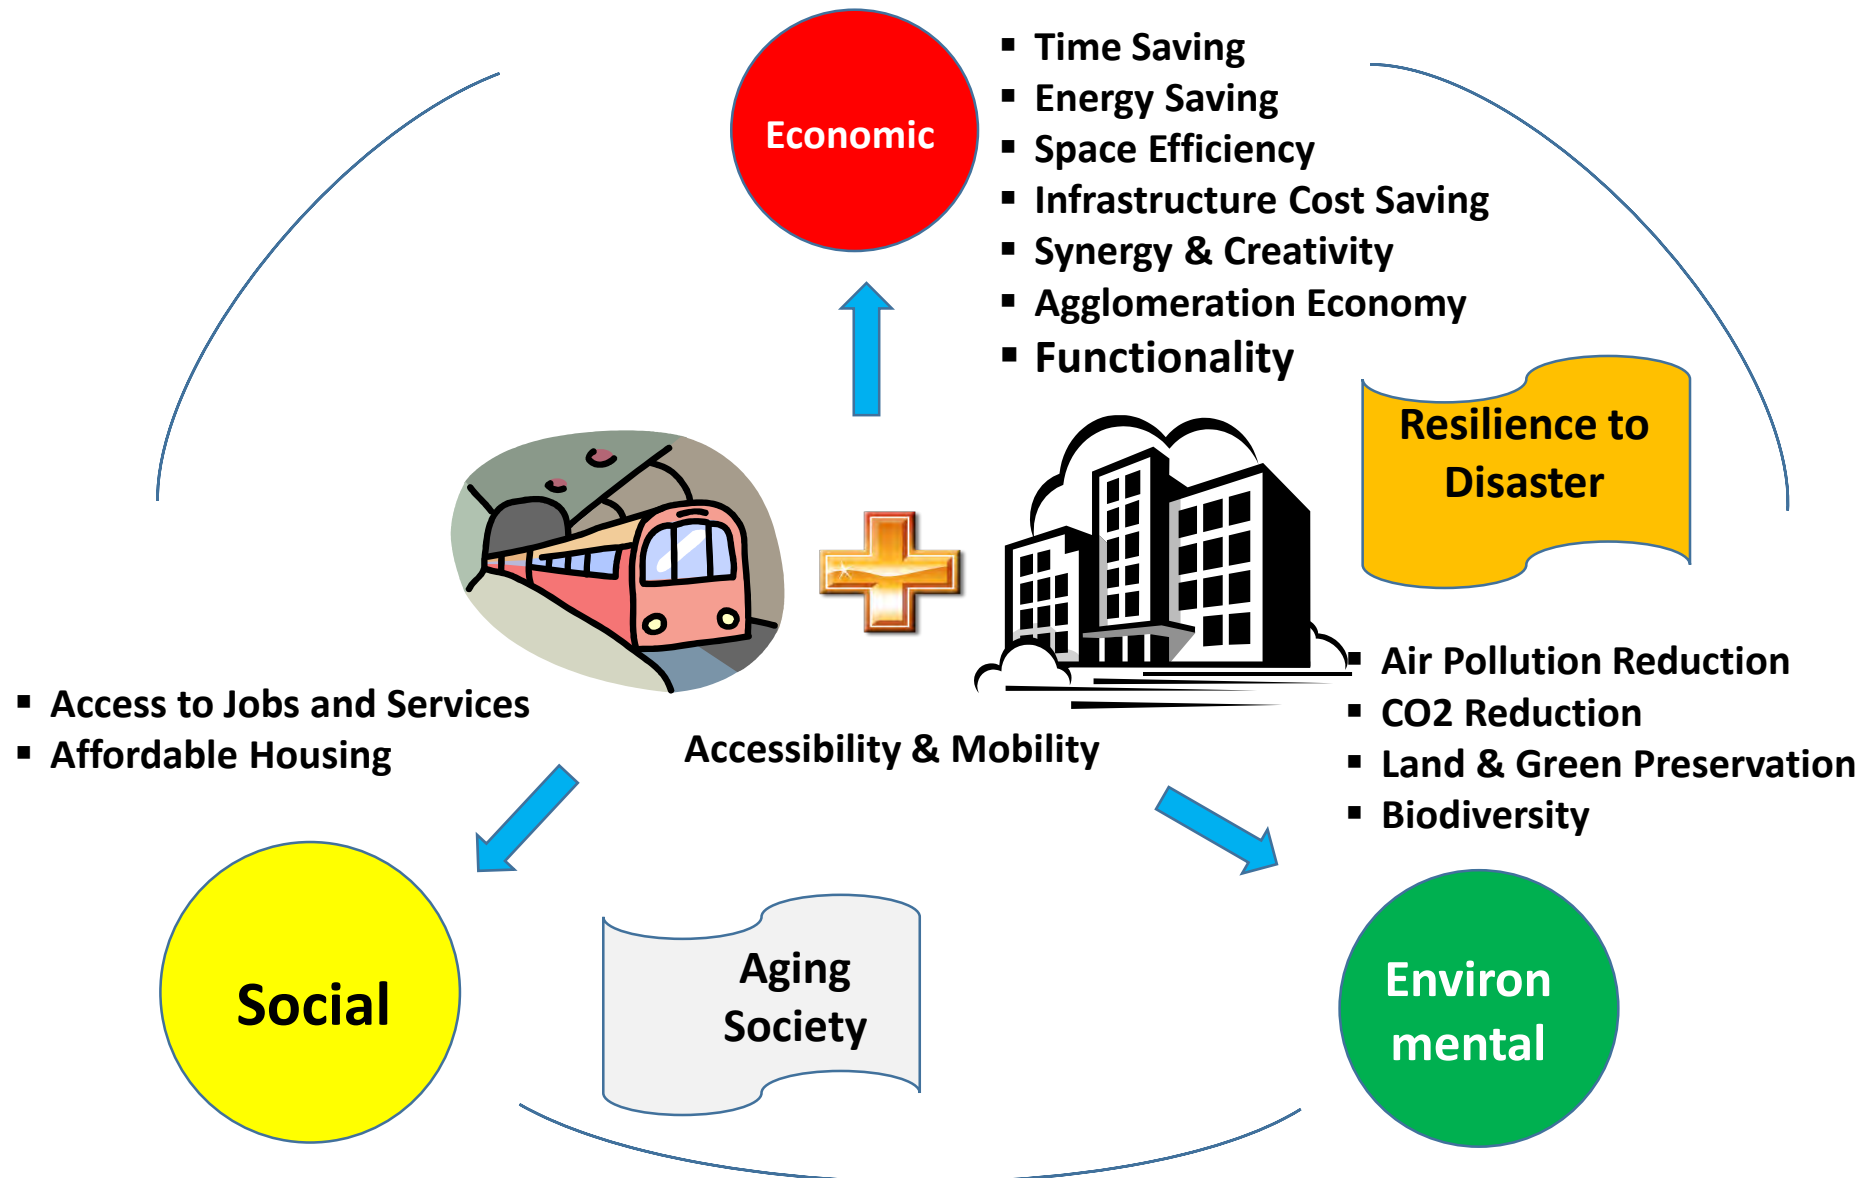 Economic
▪ Time Saving
▪ Energy Saving
▪ Space Efficiency
▪ Infrastructure Cost Saving
▪ Synergy & Creativity
▪ Agglomeration Economy
▪ Functionality
Resilience to
Disaster
▪ Access to Jobs and Services
▪ Affordable Housing
Accessibility & Mobility
▪ Air Pollution Reduction
▪ CO2 Reduction
▪ Land & Green Preservation
▪ Biodiversity
Social
Aging
Society
Environ
mental